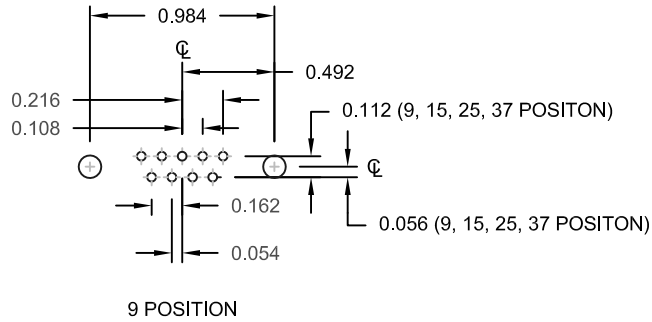 0.984
℄
0.492
0.216
0.112 (9, 15, 25, 37 POSITON)
0.108
℄
0.162
0.056 (9, 15, 25, 37 POSITON)
0.054
9 POSITION